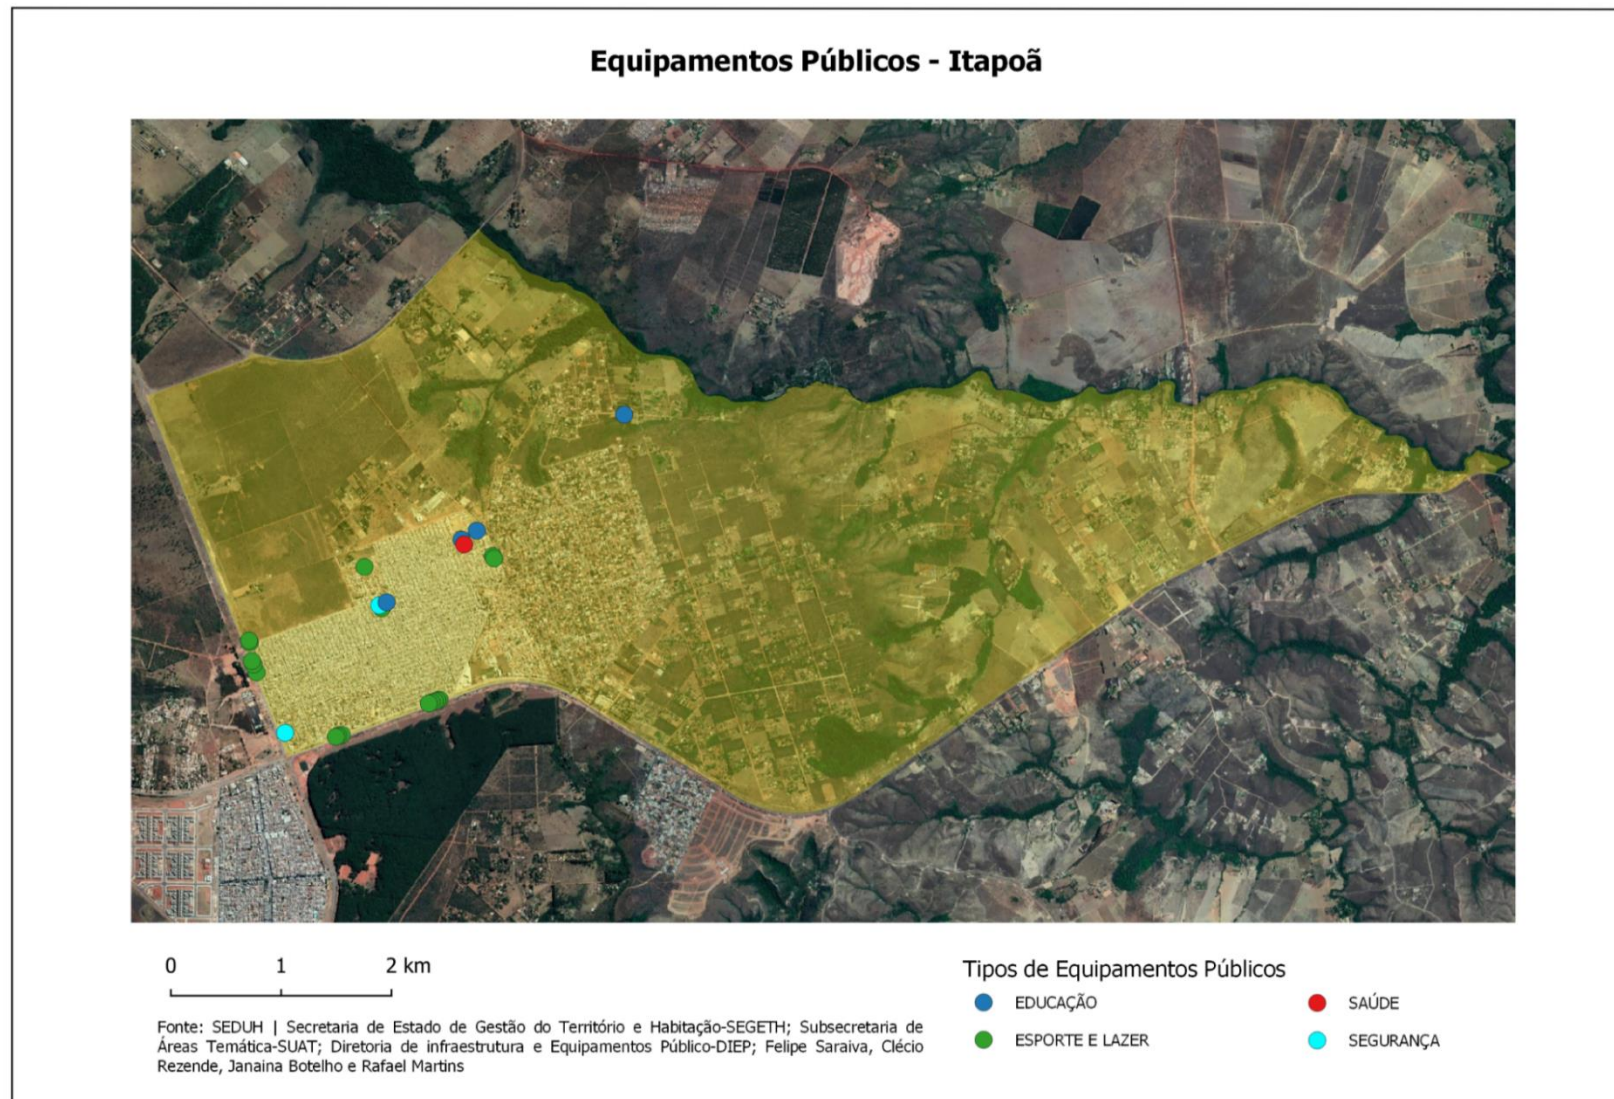 Equipamentos Públicos - Itapoã
0 1 2 km
Tipos de Equipamentos Públicos
EDUCAÇÃO SAÚDE
ESPORTE E LAZER SEGURANÇA
Fonte: SEDUH | Secretaria de Estado de Gestão do Território e Habitação-SEGETH; Subsecretaria de
Áreas Temática-SUAT; Diretoria de infraestrutura e Equipamentos Público-DIEP; Felipe Saraiva, Clécio
Rezende, Janaina Botelho e Rafael Martins